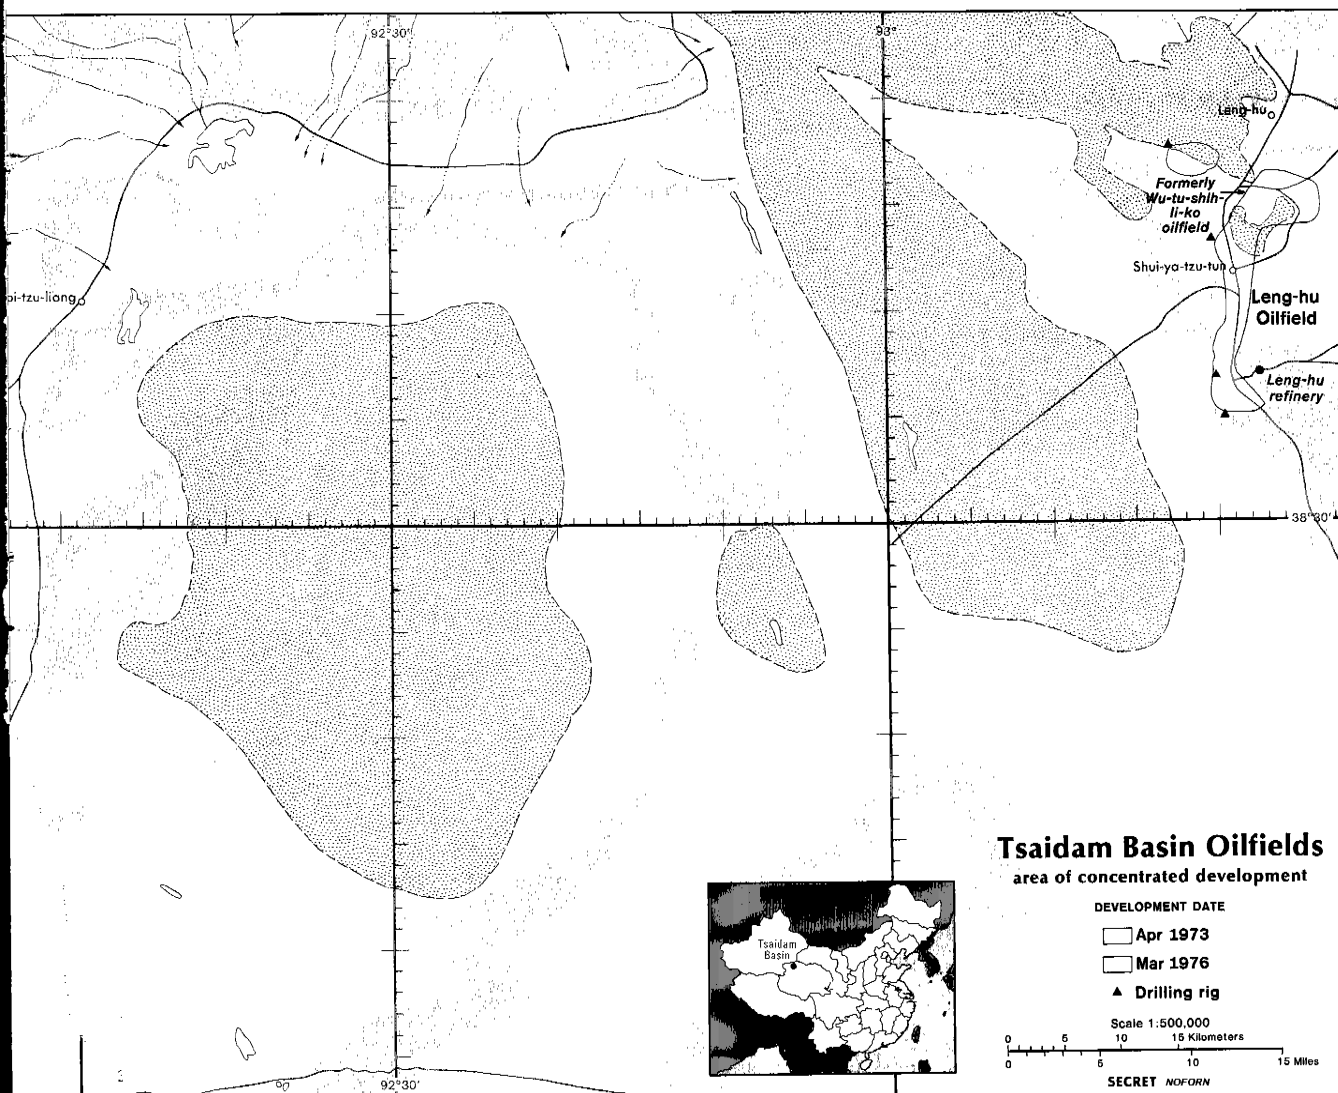 92°30'
93°
Leng-hu
Formerly
Wu-tu-shih-
li-ko
oilfield
Shui-ya-tzu-tun
oi-tzu-liang
Leng-hu
Oilfield
Leng-hu
refinery
38°30'
Tsaidam Basin Oilfields
area of concentrated development
DEVELOPMENT DATE
Apr 1973
Mar 1976
Drilling rig
Scale 1:500,000
0 5 10 15 Kilometers
0 5 10 15 Miles
SECRET NOFORN
Tsaidam
Basin
92°30'